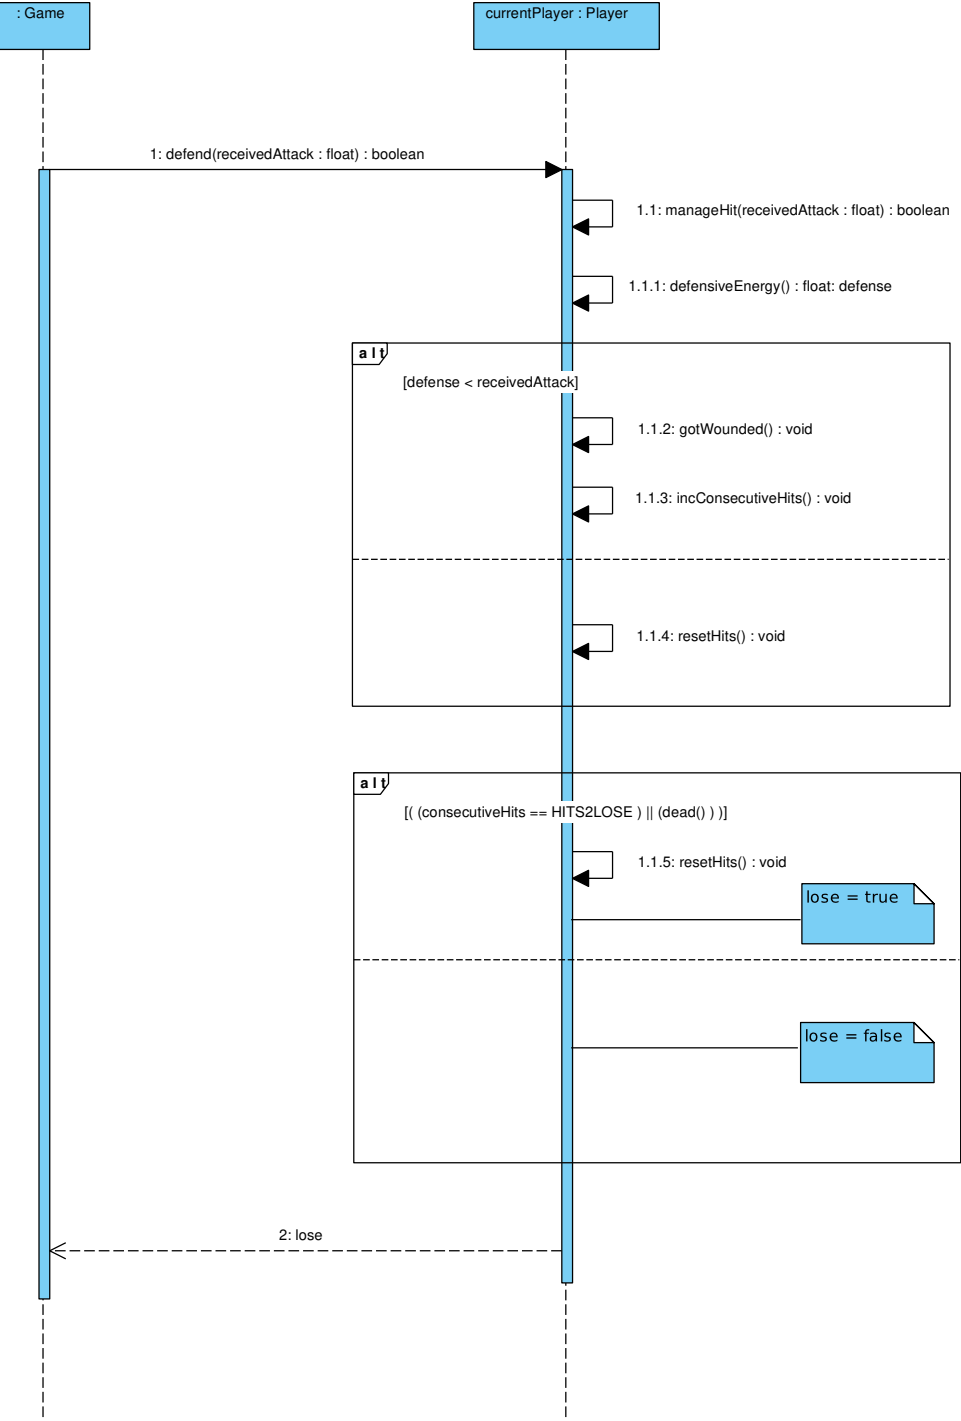 : Game
currentPlayer : Player
1: defend(receivedAttack : float) : boolean
1.1: manageHit(receivedAttack : float) : boolean
1.1.1: defensiveEnergy() : float: defense
alt
[defense < receivedAttack]
1.1.2: gotWounded() : void
1.1.3: incConsecutiveHits() : void
1.1.4: resetHits() : void
alt
[( (consecutiveHits == HITS2LOSE ) || (dead() ) )]
1.1.5: resetHits() : void
lose = true
lose = false
2: lose